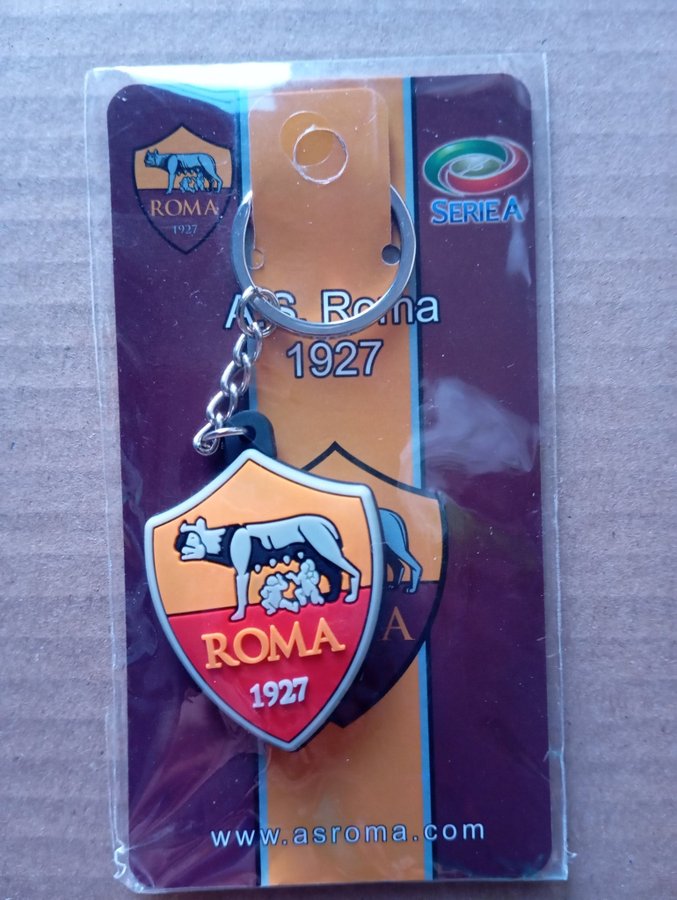 ROMA
1927
SERIE A
A.S. Roma
1927
ROMA
1927
A
www.asroma.com